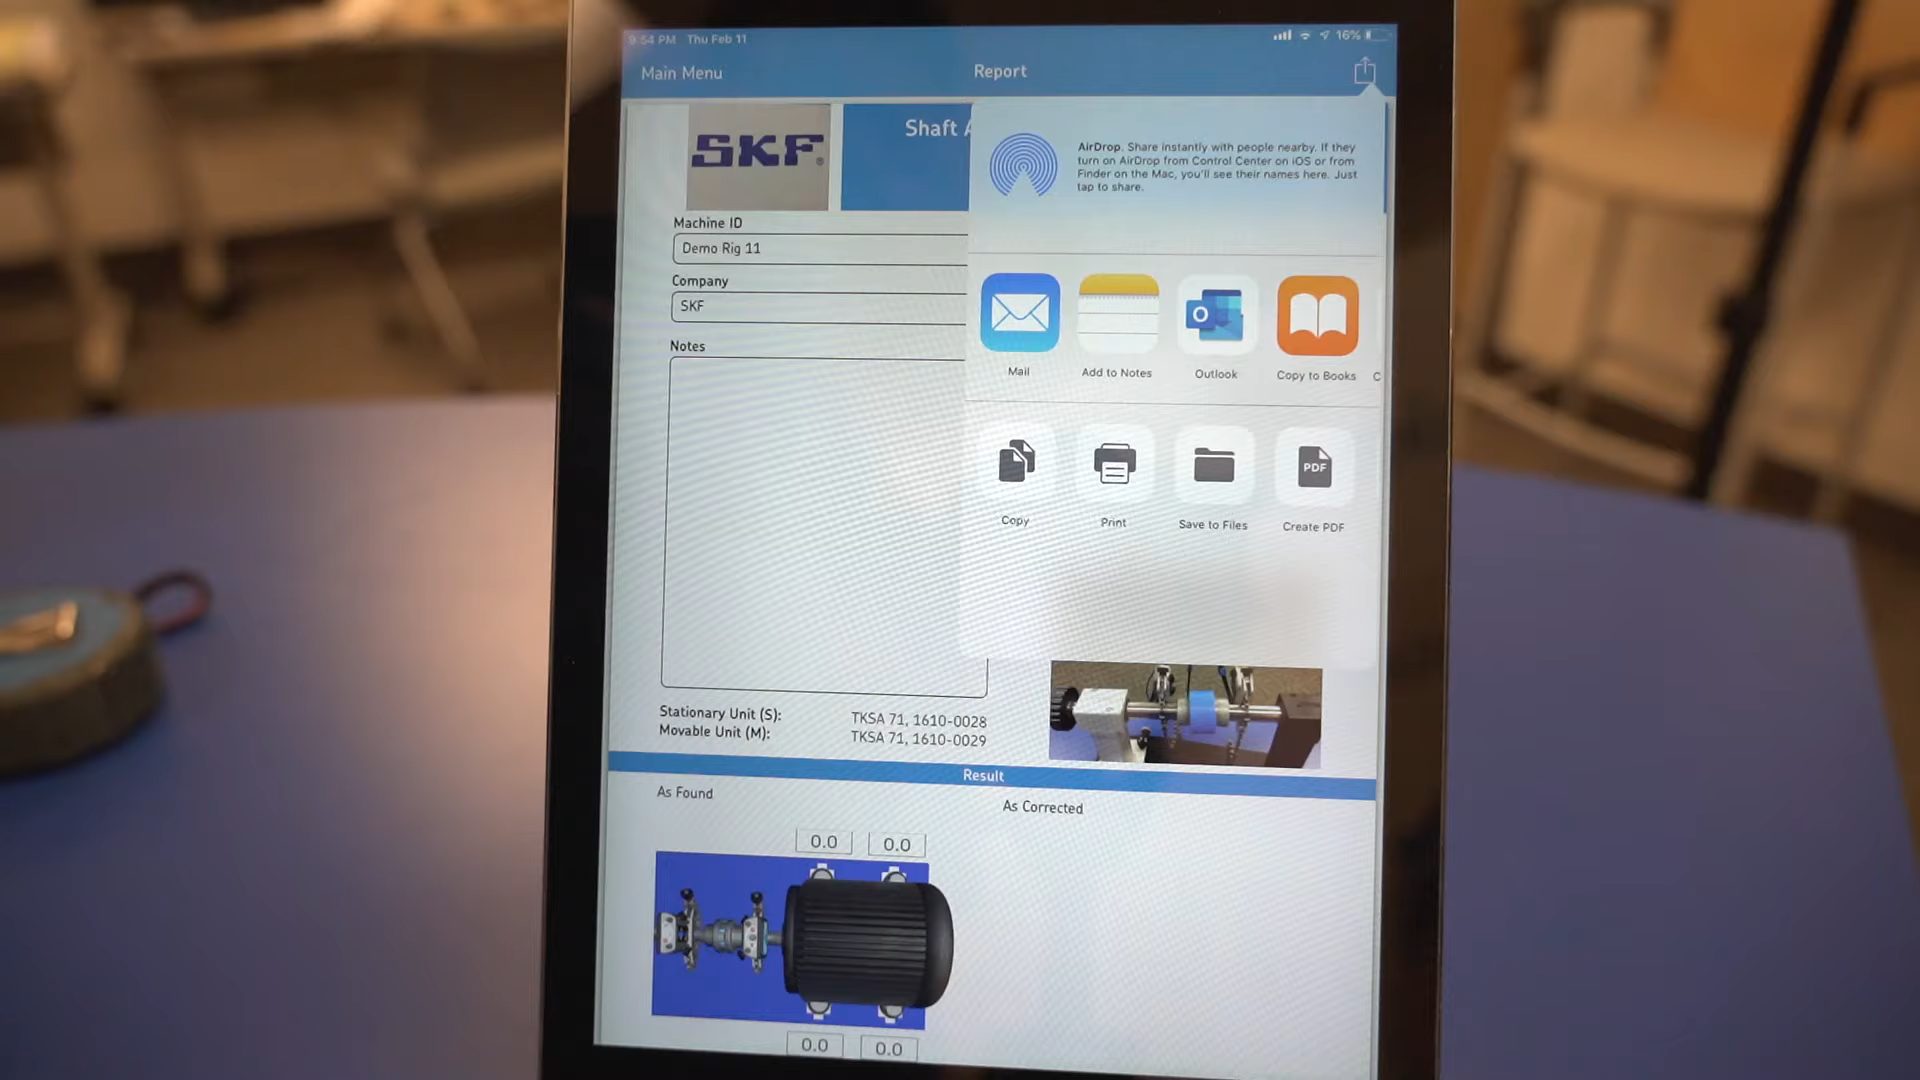 9:54 PM Thu Feb 11
16%
Main Menu
Report
SKF
Shaft A
AirDrop. Share instantly with people nearby. If they
turn on AirDrop from Control Center on iOS or from
Finder on the Mac, you'll see their names here. Just
tap to share.
Machine ID
Demo Rig 11
Company
SKF
Notes
Mail
Add to Notes
Outlook
Copy to Books
C
PDF
Copy
Print
Save to Files
Create PDF
Stationary Unit (S): TKSA 71, 1610-0028
Movable Unit (M): TKSA 71, 1610-0029
Result
As Found
As Corrected
0.0 0.0
0.0 0.0